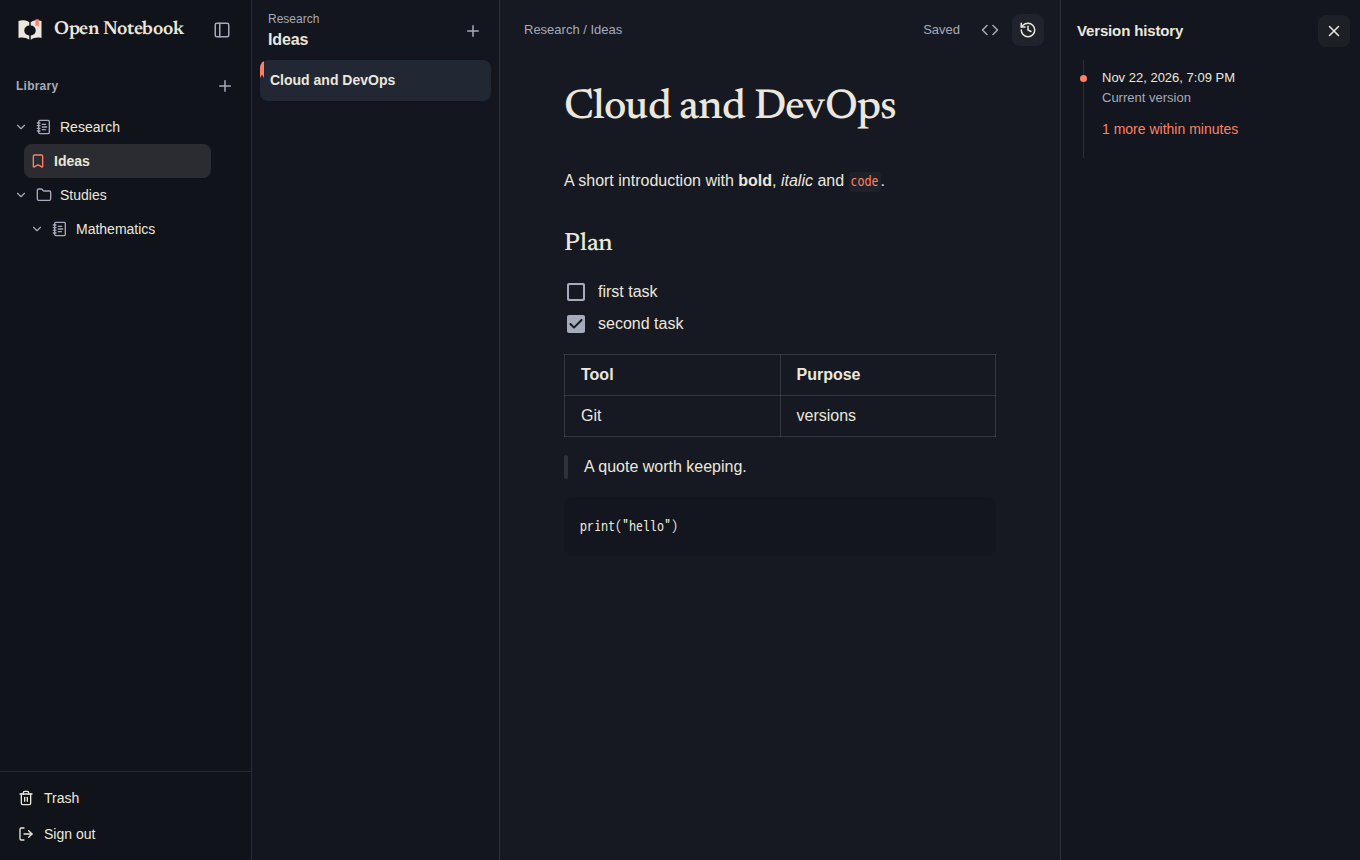 Open Notebook
Library
Research
Ideas
Studies
Mathematics
Trash
Sign out
Research
Ideas
Cloud and DevOps
Research / Ideas
Saved
Cloud and DevOps
A short introduction with bold, italic and code.
Plan
first task
second task
Tool Purpose
Git versions
A quote worth keeping.
print("hello")
Version history
Nov 22, 2026, 7:09 PM
Current version
1 more within minutes